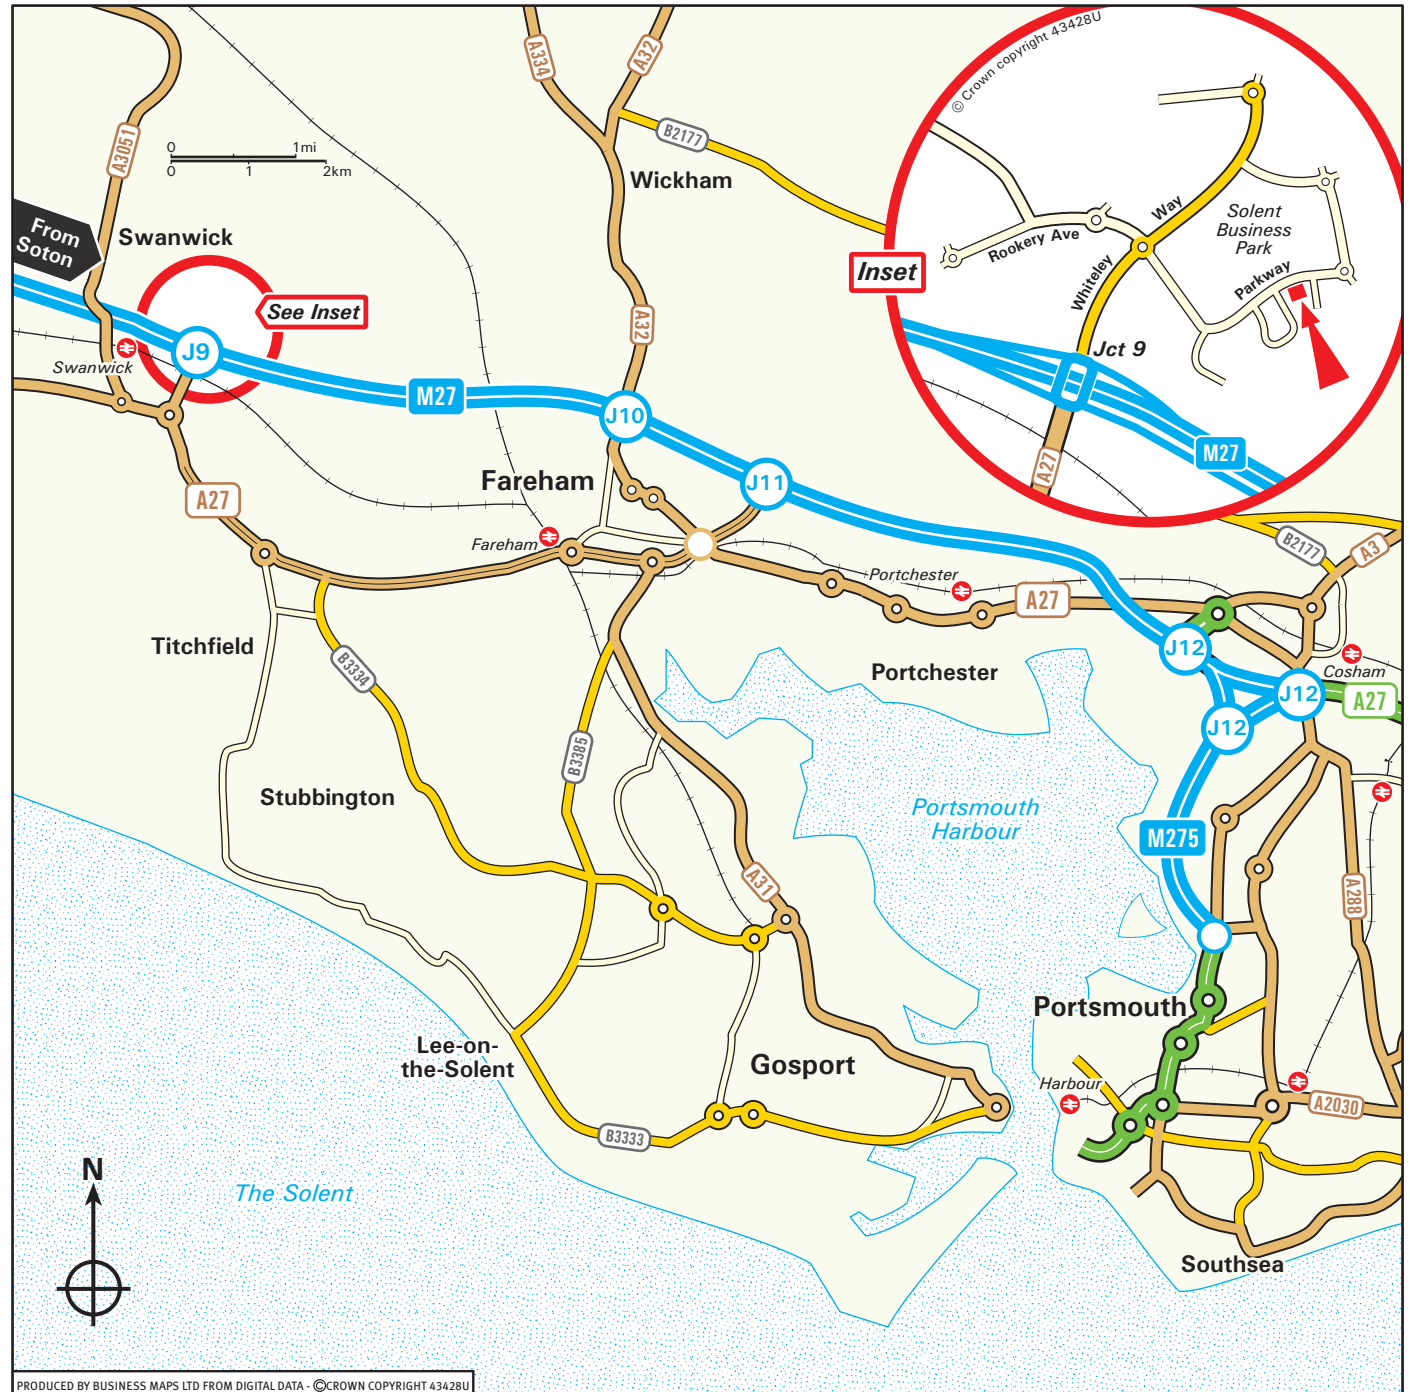 © Crown copyright 43428U
A334
A32
B2177
A3051
0 1mi
0 1 2km
Wickham
From
Soton
Swanwick
See Inset
Inset
Rookery Ave
Whiteley
Way
Solent
Business
Park
Parkway
Jct 9
M27
A27
Swanwick
J9
M27
A32
J10
J11
Fareham
A27
Fareham
Portchester
A27
B2177
A3
J12
Cosham
J12
A27
J12
Titchfield
B3334
Portchester
B3385
Stubbington
Portsmouth
Harbour
M275
A31
A288
Portsmouth
Lee-on-
the-Solent
Gosport
Harbour
A2030
B3333
N
The Solent
Southsea
PRODUCED BY BUSINESS MAPS LTD FROM DIGITAL DATA - ©CROWN COPYRIGHT 43428U